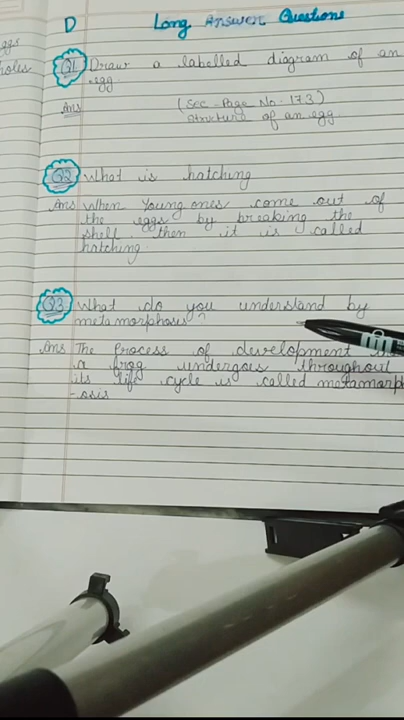 eggs
D Long Answer Questions
Q1 Draw a labelled diagram of an
egg.
Ans (See - Page No. 173)
Structure of an egg.
Q2 What is hatching
Ans When Young ones come out of
the eggs by breaking the
shell then it is called
hatching.
Q3 What do you understand by
metamorphosis ?
Ans The Process of development
a frog undergoes throughout
its life cycle is called metamorph
-osis